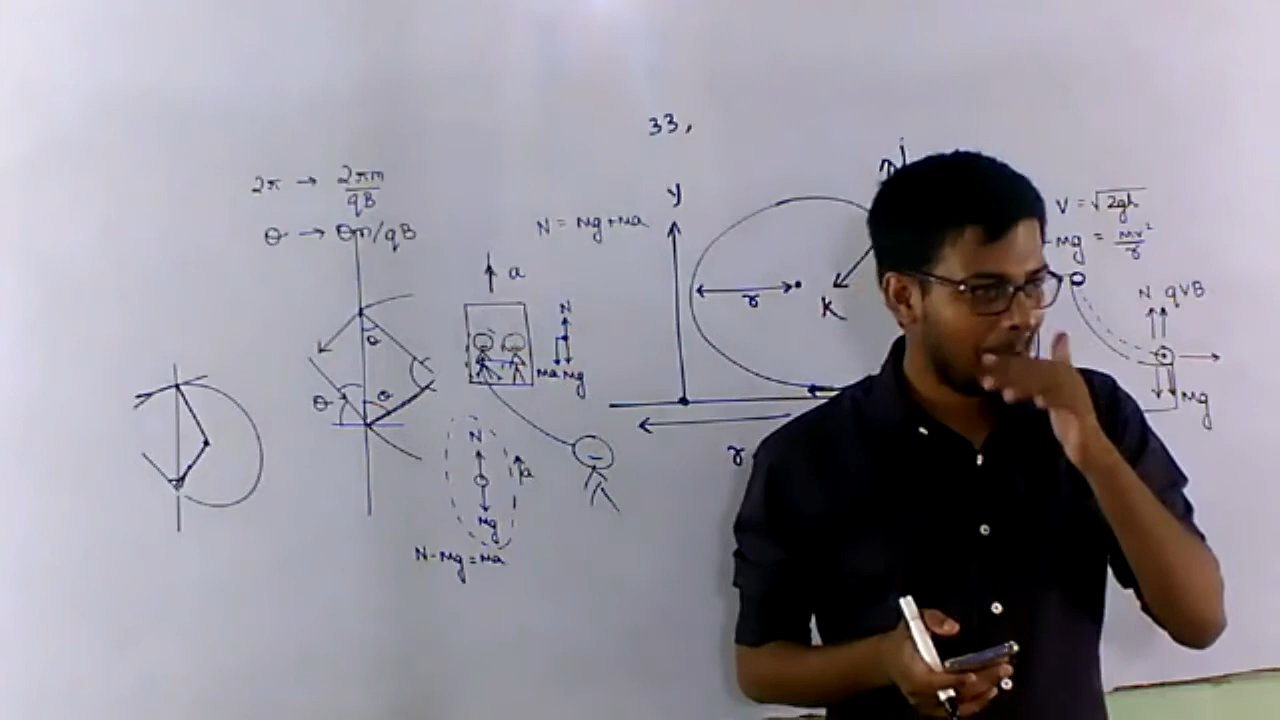 33,
2π → 2πm/qB
θ → θm/qB
N = Mg+Ma
a
N
Ma Mg
θ
θ θ
N
a
Mg
N-Mg=Ma
y
r
j
k
r
V = √2gh
Mg = mv²/r
N qVB
Mg